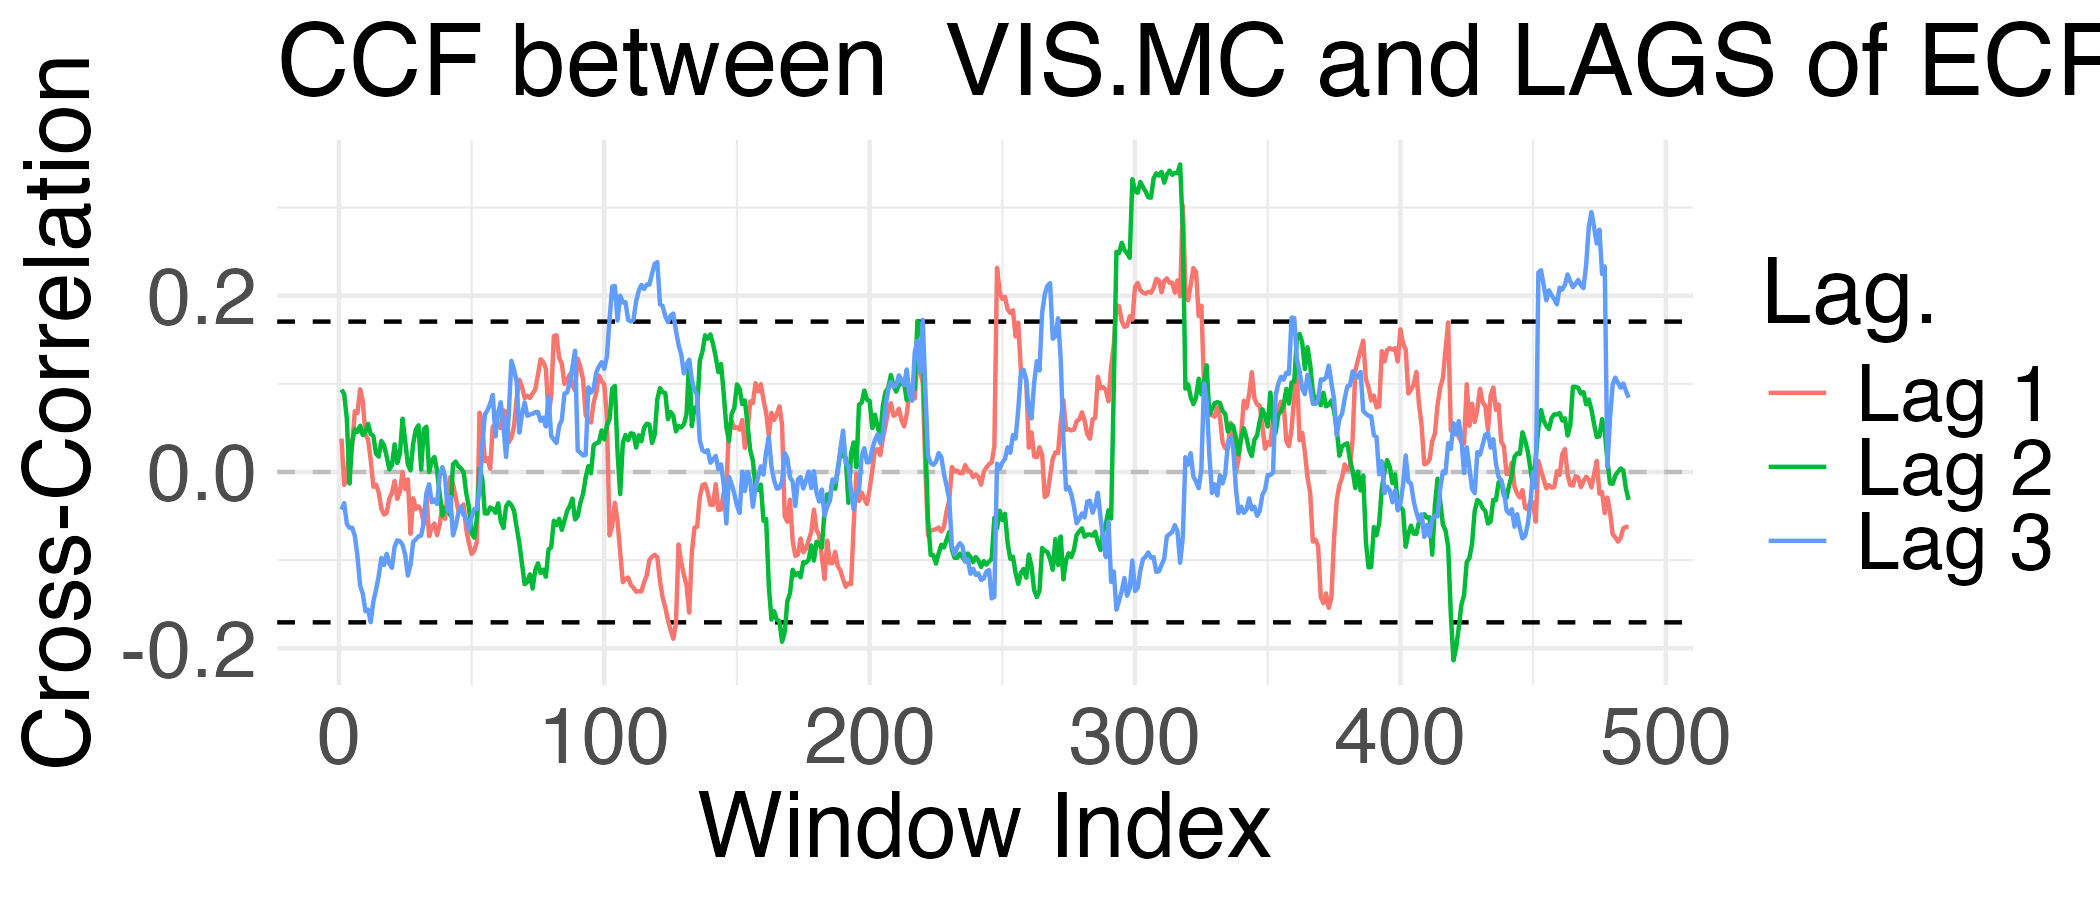 CCF between VIS.MC and LAGS of ECF
Cross-Correlation
0.2
0.0
-0.2
0 100 200 300 400 500
Window Index
Lag.
Lag 1
Lag 2
Lag 3